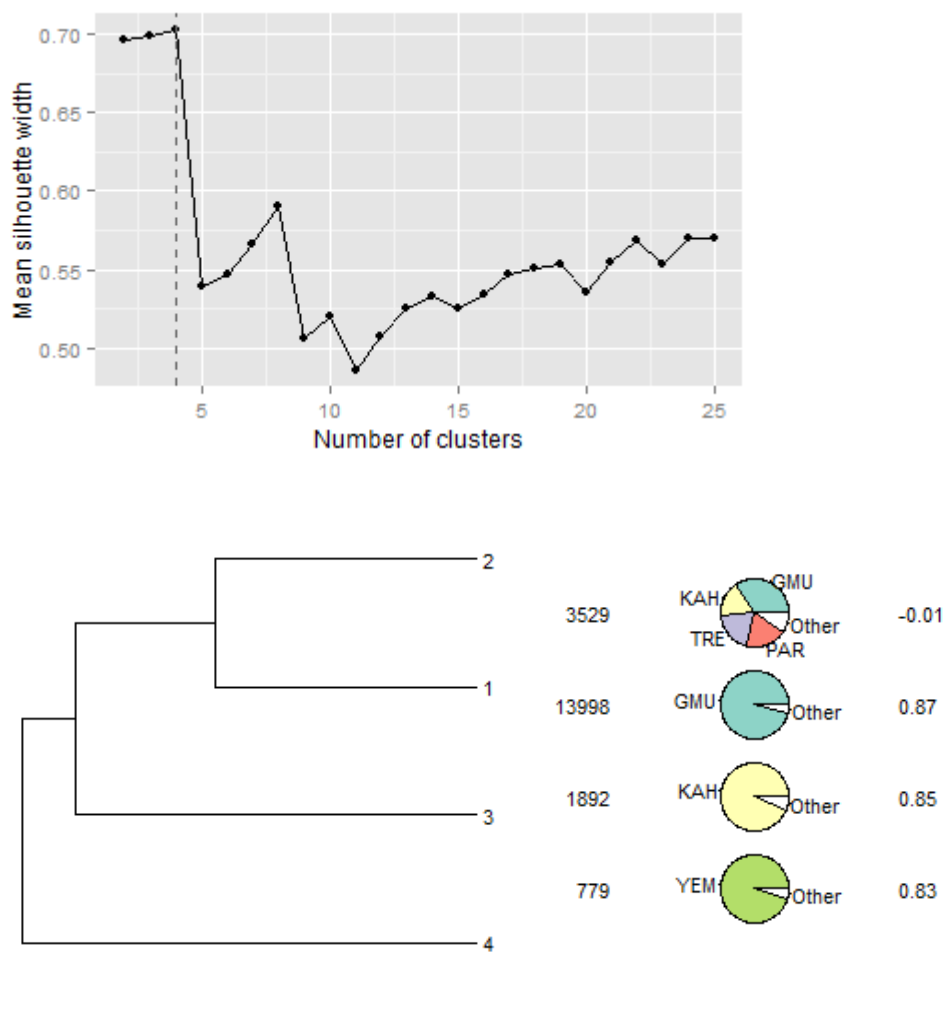 Mean silhouette width
0.70
0.65
0.60
0.55
0.50
5 10 15 20 25
Number of clusters
2
3529 KAH GMU TRE PAR Other -0.01
1
13998 GMU Other 0.87
1892 KAH Other 0.85
3
779 YEM Other 0.83
4